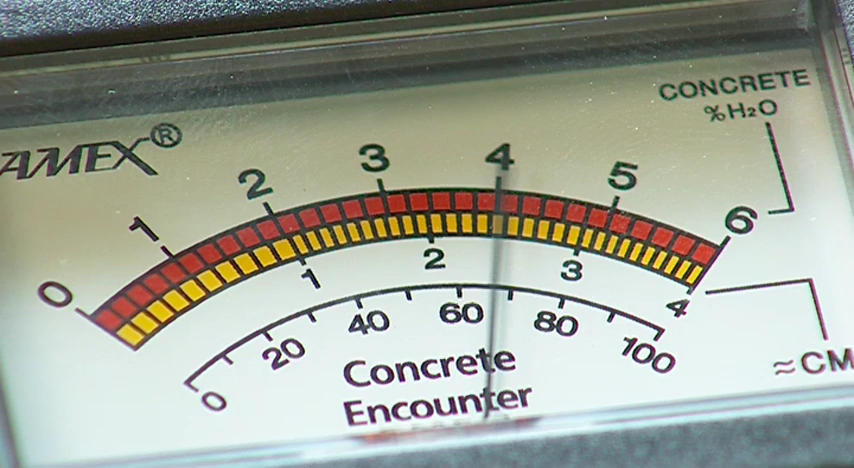 CONCRETE
%H₂O
AMEX®
0 1 2 3 4 5 6
1 2 3 4
0 20 40 60 80 100
≈CM
Concrete
Encounter